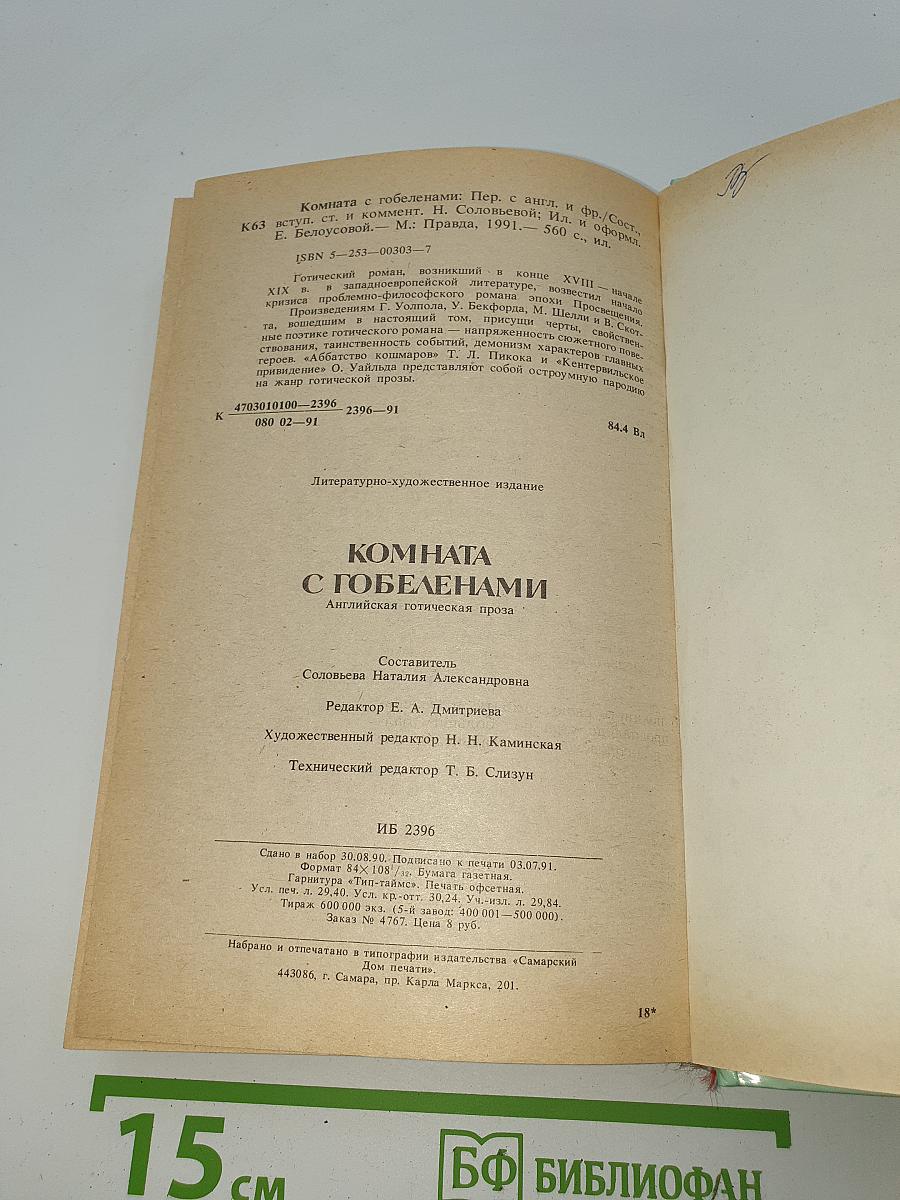 Комната с гобеленами: Пер. с англ. и фр./Сост.,
К63 вступ. ст. и коммент. Н. Соловьевой; Ил. и оформл.
Е. Белоусовой.— М.: Правда, 1991.— 560 с., ил.
ISBN 5—253—00303—7
Готический роман, возникший в конце XVIII — начале
XIX в. в западноевропейской литературе, возвестил начало
кризиса проблемно-философского романа эпохи Просвещения.
Произведениям Г. Уолпола, У. Бекфорда, М. Шелли и В. Скот-
та, вошедшим в настоящий том, присущи черты, свойствен-
ные поэтике готического романа — напряженность сюжетного пове-
ствования, таинственность событий, демонизм характеров главных
героев. «Аббатство кошмаров» Т. Л. Пикока и «Кентервильское
привидение» О. Уайльда представляют собой остроумную пародию
на жанр готической прозы.
К 4703010100—2396 2396—91
080 02—91
84.4 Вл
Литературно-художественное издание
КОМНАТА
С ГОБЕЛЕНАМИ
Английская готическая проза
Составитель
Соловьева Наталия Александровна
Редактор Е. А. Дмитриева
Художественный редактор Н. Н. Каминская
Технический редактор Т. Б. Слизун
ИБ 2396
Сдано в набор 30.08.90. Подписано к печати 03.07.91.
Формат 84×108 1/32. Бумага газетная.
Гарнитура «Тип-таймс». Печать офсетная.
Усл. печ. л. 29,40. Усл. кр.-отт. 30,24. Уч.-изд. л. 29,84.
Тираж 600 000 экз. (5-й завод: 400 001—500 000).
Заказ № 4767. Цена 8 руб.
Набрано и отпечатано в типографии издательства «Самарский
Дом печати».
443086, г. Самара, пр. Карла Маркса, 201.
18*
15 см
БФ БИБЛИОФАН